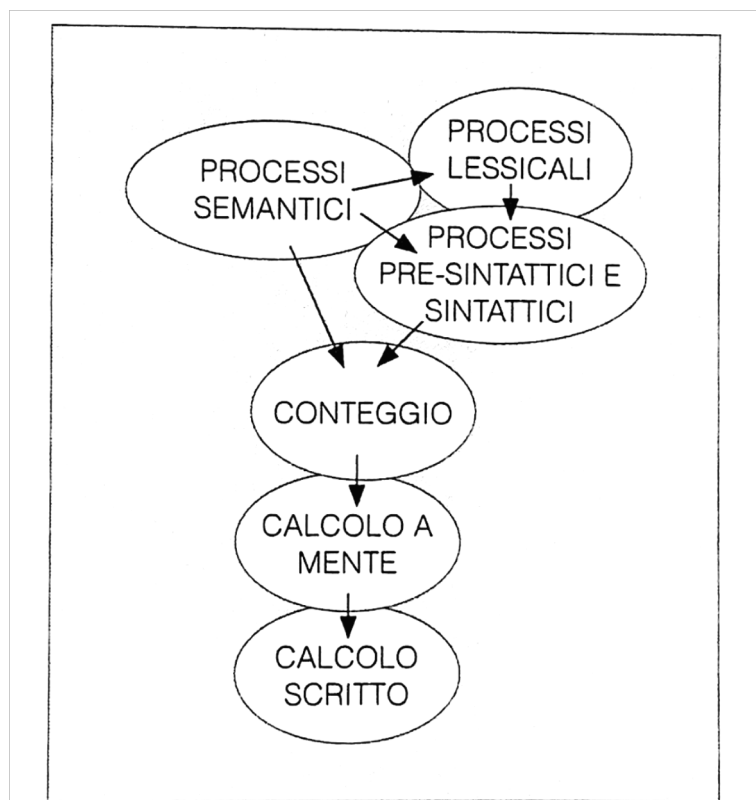 PROCESSI
LESSICALI
PROCESSI
SEMANTICI
PROCESSI
PRE-SINTATTICI E
SINTATTICI
CONTEGGIO
CALCOLO A
MENTE
CALCOLO
SCRITTO